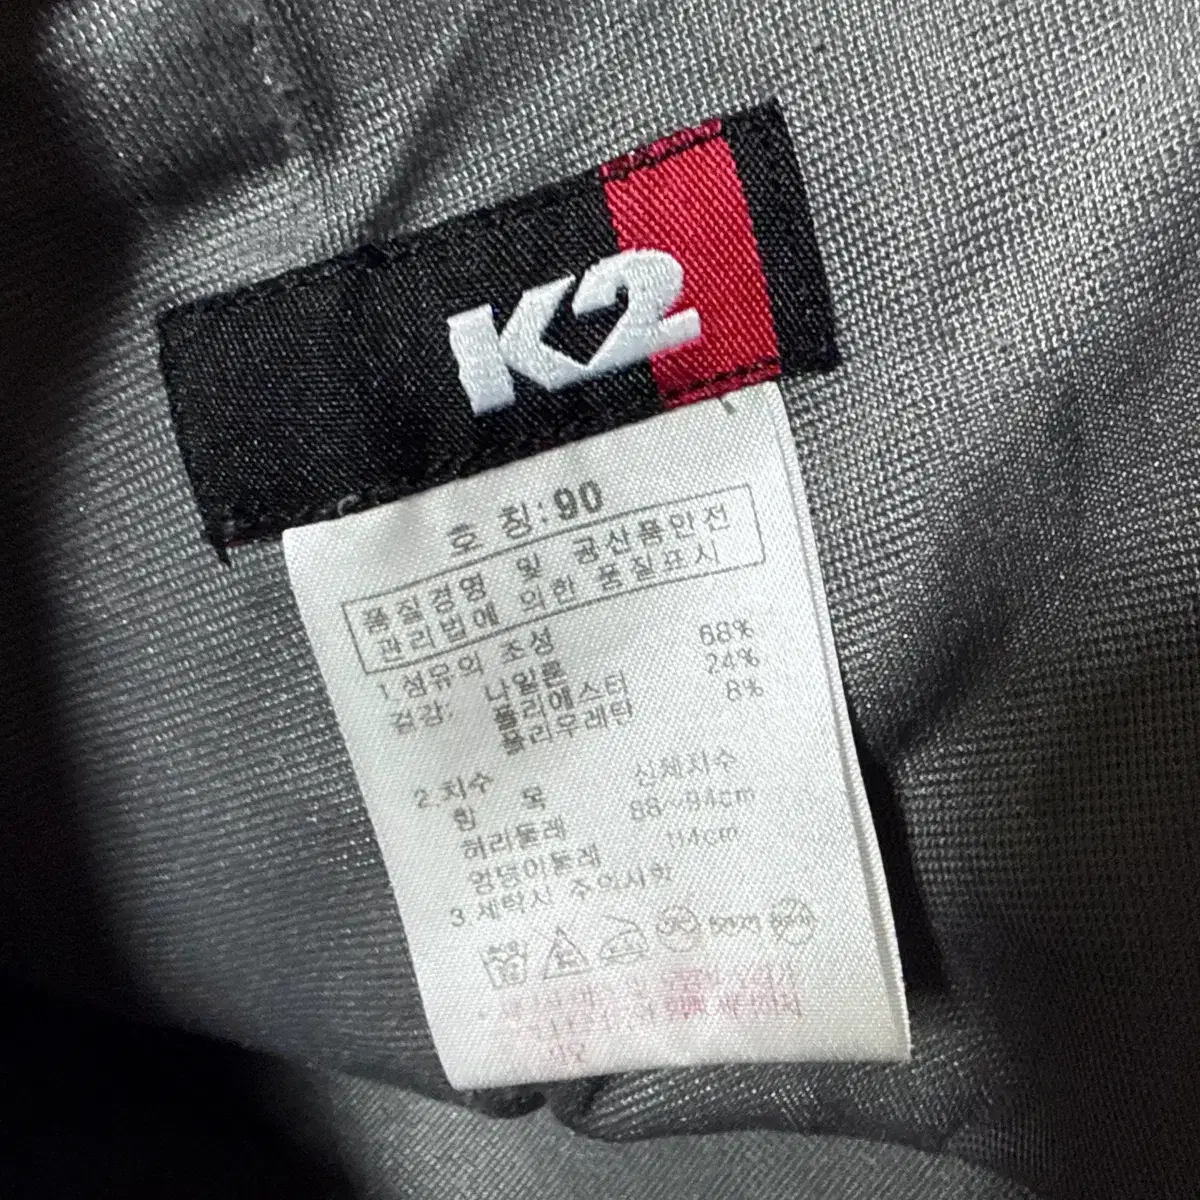 K2
호 칭:90
품질경영 및 공산품안전
관리법에 의한 품질표시
1.섬유의 조성
겉감: 나일론 68%
폴리에스터 24%
폴리우레탄 8%
2.치수
항 목 신체치수
허리둘레 88~94cm
엉덩이둘레 94cm
3.세탁시 주의사항